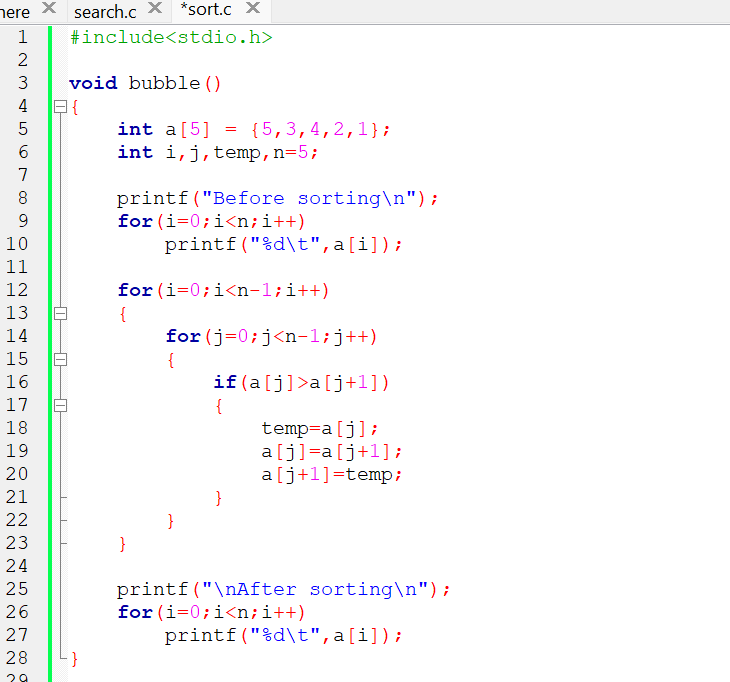 here search.c *sort.c
1 #include<stdio.h>
2
3 void bubble()
4 {
5     int a[5] = {5,3,4,2,1};
6     int i,j,temp,n=5;
7
8     printf("Before sorting\n");
9     for(i=0;i<n;i++)
10         printf("%d\t",a[i]);
11
12     for(i=0;i<n-1;i++)
13     {
14         for(j=0;j<n-1;j++)
15         {
16             if(a[j]>a[j+1])
17             {
18                 temp=a[j];
19                 a[j]=a[j+1];
20                 a[j+1]=temp;
21             }
22         }
23     }
24
25     printf("\nAfter sorting\n");
26     for(i=0;i<n;i++)
27         printf("%d\t",a[i]);
28 }
29